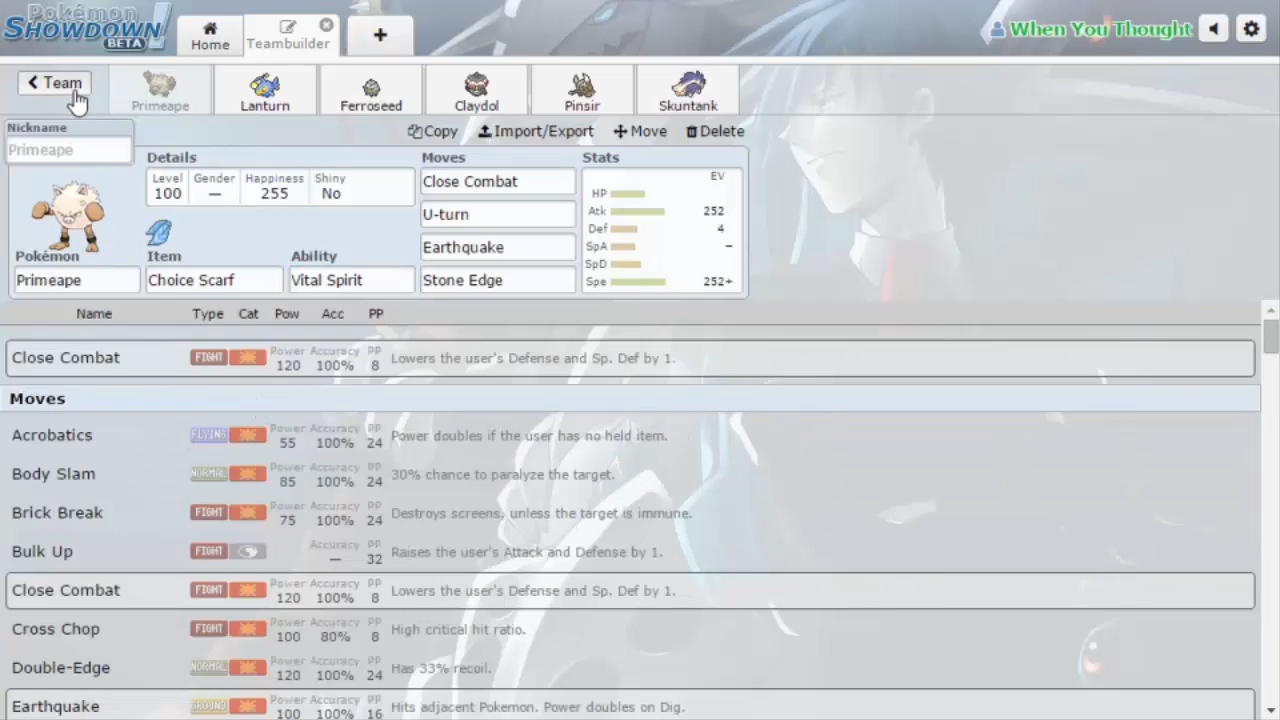 Pokémon
SHOWDOWN!
BETA
Home
Teambuilder
+
When You Thought
Team
Primeape
Lanturn
Ferroseed
Claydol
Pinsir
Skuntank
Copy
Import/Export
Move
Delete
Nickname
Primeape
Details
Level
100
Gender
—
Happiness
255
Shiny
No
Pokémon
Primeape
Item
Choice Scarf
Ability
Vital Spirit
Moves
Close Combat
U-turn
Earthquake
Stone Edge
Stats
EV
HP
Atk 252
Def 4
SpA –
SpD
Spe 252+
Name Type Cat Pow Acc PP
Close Combat FIGHT Power 120 Accuracy 100% PP 8 Lowers the user's Defense and Sp. Def by 1.
Moves
Acrobatics FLYING Power 55 Accuracy 100% PP 24 Power doubles if the user has no held item.
Body Slam NORMAL Power 85 Accuracy 100% PP 24 30% chance to paralyze the target.
Brick Break FIGHT Power 75 Accuracy 100% PP 24 Destroys screens, unless the target is immune.
Bulk Up FIGHT Accuracy — PP 32 Raises the user's Attack and Defense by 1.
Close Combat FIGHT Power 120 Accuracy 100% PP 8 Lowers the user's Defense and Sp. Def by 1.
Cross Chop FIGHT Power 100 Accuracy 80% PP 8 High critical hit ratio.
Double-Edge NORMAL Power 120 Accuracy 100% PP 24 Has 33% recoil.
Earthquake GROUND Power 100 Accuracy 100% PP 16 Hits adjacent Pokemon. Power doubles on Dig.